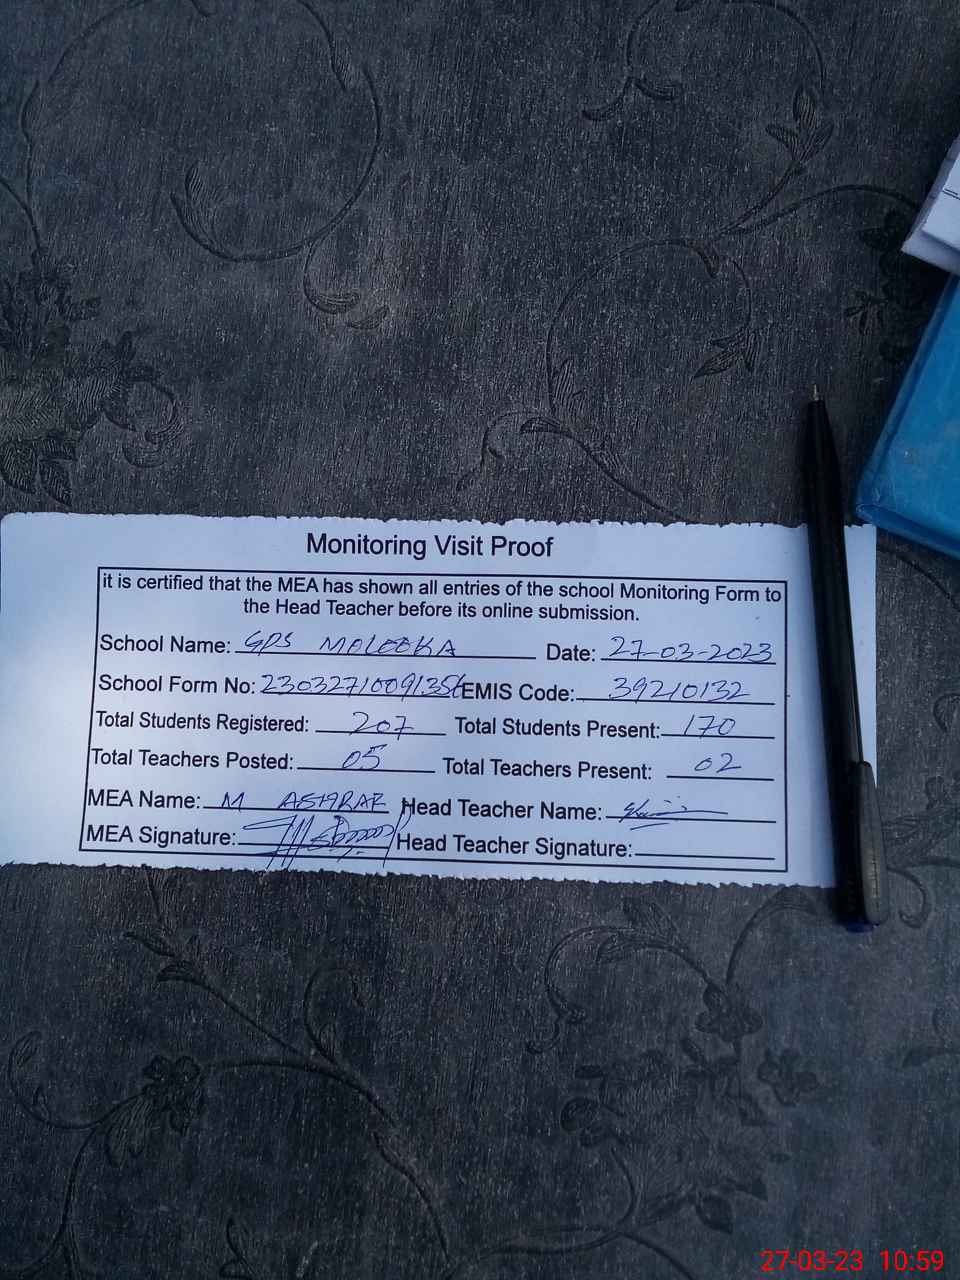 Monitoring Visit Proof
it is certified that the MEA has shown all entries of the school Monitoring Form to
the Head Teacher before its online submission.
School Name: GPS MALOOKA Date: 27-03-2023
School Form No: EMIS Code: 39210132
Total Students Registered: 207 Total Students Present: 170
Total Teachers Posted: 05 Total Teachers Present: 02
MEA Name: M ASHRAF Head Teacher Name:
MEA Signature: Head Teacher Signature:
27-03-23 10:59